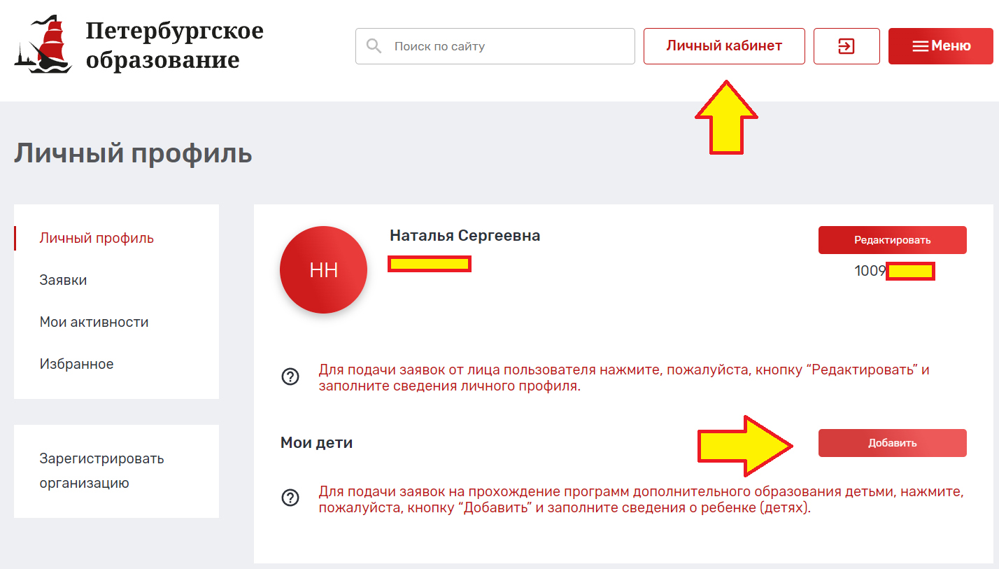 Петербургское
образование
Поиск по сайту
Личный кабинет
Меню
Личный профиль
Личный профиль
Заявки
Мои активности
Избранное
Зарегистрировать
организацию
НН
Наталья Сергеевна
Редактировать
1009
Для подачи заявок от лица пользователя нажмите, пожалуйста, кнопку “Редактировать” и
заполните сведения личного профиля.
Мои дети
Добавить
Для подачи заявок на прохождение программ дополнительного образования детьми, нажмите,
пожалуйста, кнопку “Добавить” и заполните сведения о ребенке (детях).